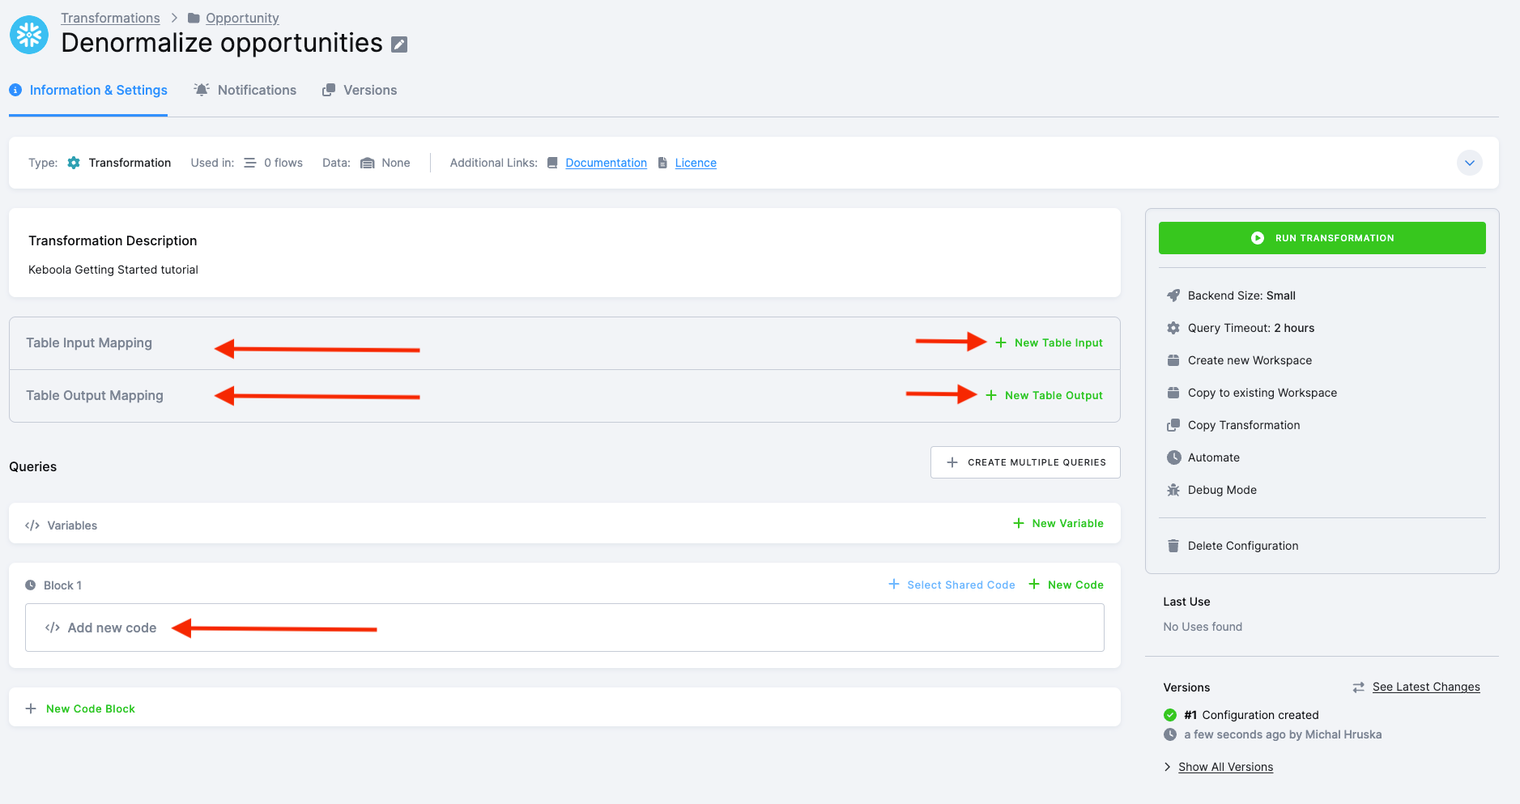 Transformations > Opportunity
Denormalize opportunities
Information & Settings Notifications Versions
Type: Transformation Used in: 0 flows Data: None Additional Links: Documentation Licence
Transformation Description
Keboola Getting Started tutorial
Table Input Mapping + New Table Input
Table Output Mapping + New Table Output
Queries + CREATE MULTIPLE QUERIES
</> Variables + New Variable
Block 1 + Select Shared Code + New Code
</> Add new code
+ New Code Block
RUN TRANSFORMATION
Backend Size: Small
Query Timeout: 2 hours
Create new Workspace
Copy to existing Workspace
Copy Transformation
Automate
Debug Mode
Delete Configuration
Last Use
No Uses found
Versions See Latest Changes
#1 Configuration created
a few seconds ago by Michal Hruska
> Show All Versions